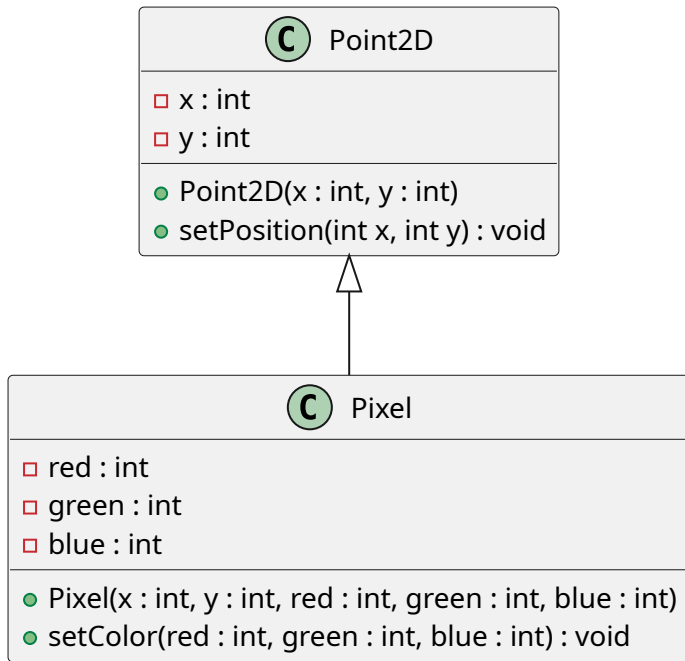 C Point2D
x : int
y : int
Point2D(x : int, y : int)
setPosition(int x, int y) : void
C Pixel
red : int
green : int
blue : int
Pixel(x : int, y : int, red : int, green : int, blue : int)
setColor(red : int, green : int, blue : int) : void